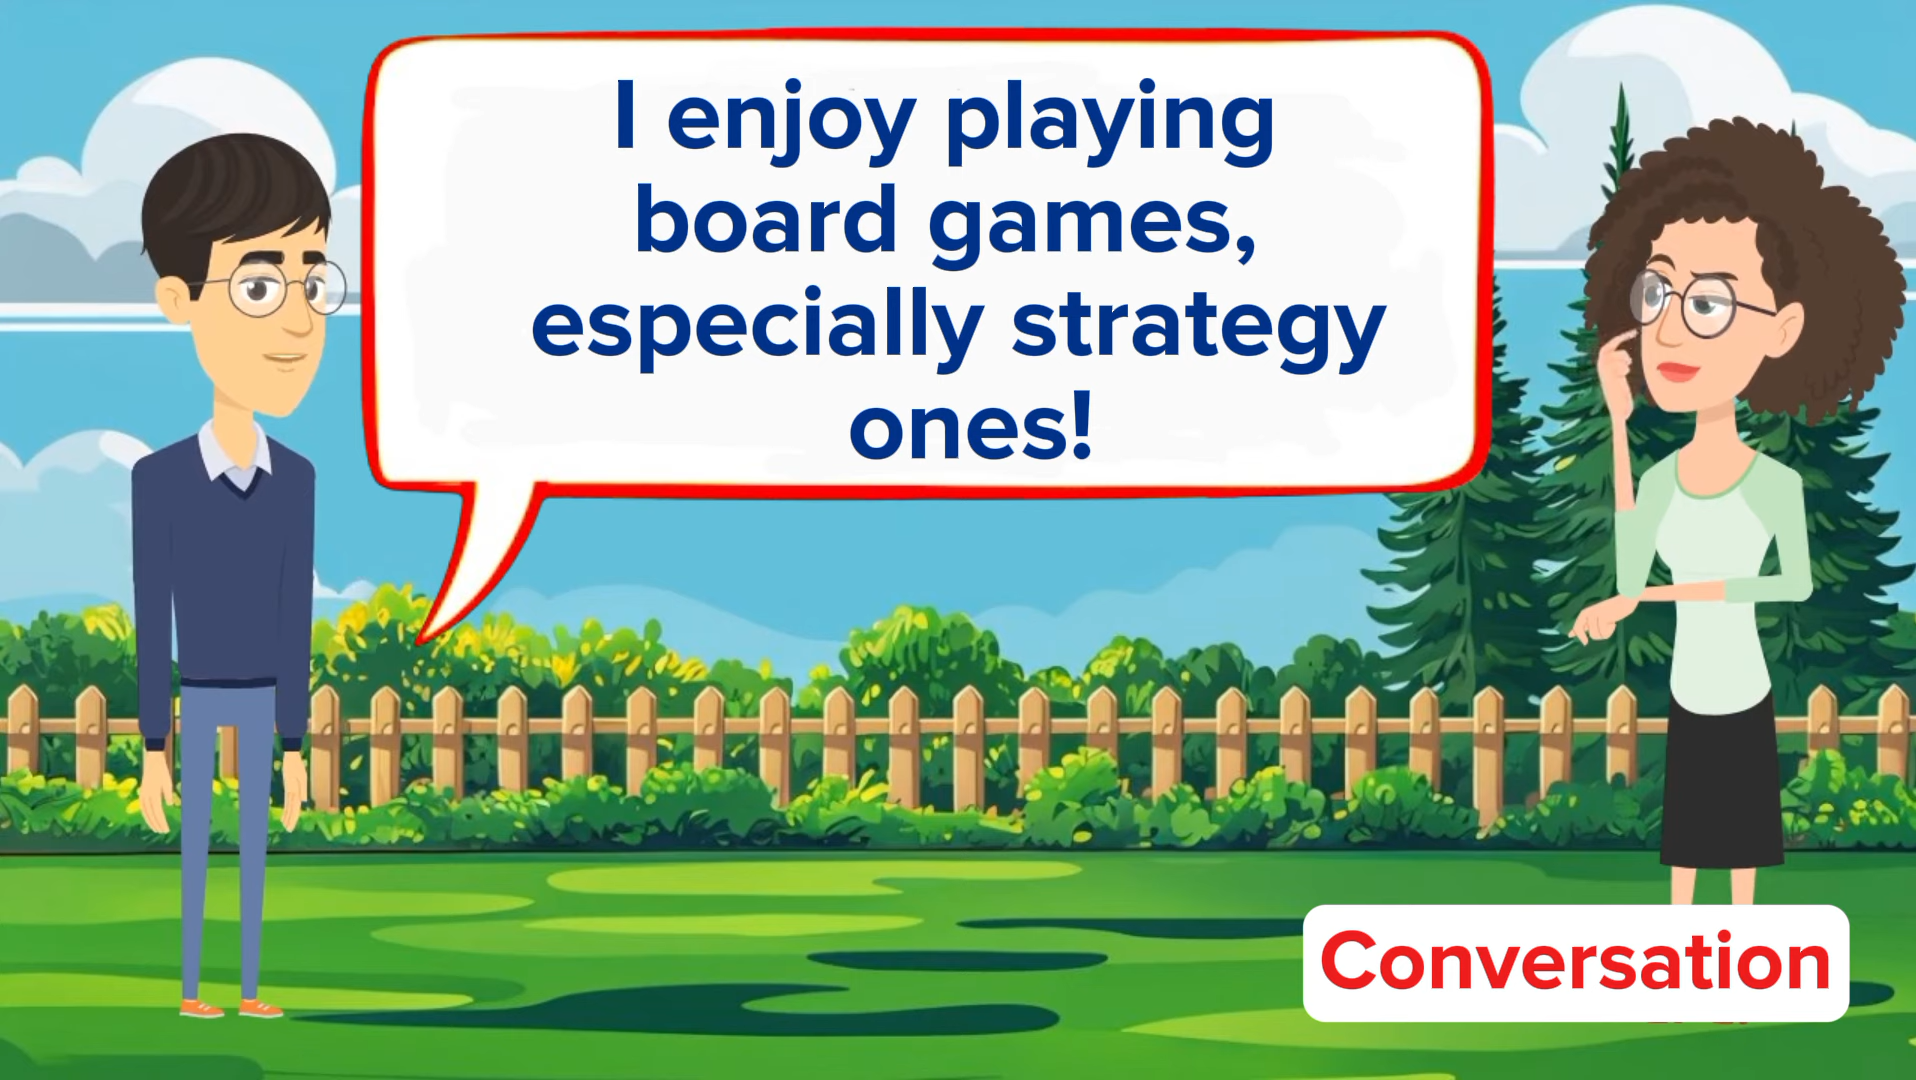 I enjoy playing
board games,
especially strategy
ones!
Conversation